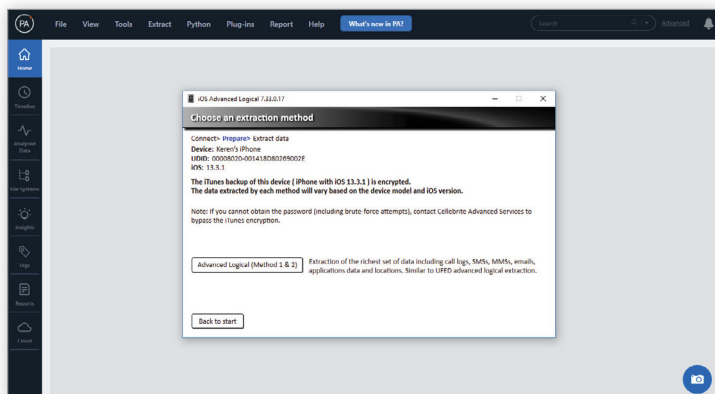 PA File View Tools Extract Python Plug-ins Report Help What's new in PA? Search Advanced
Home
Timeline
Analyzed
Data
File Systems
Insights
Tags
Reports
Cloud
iOS Advanced Logical 7.33.0.17
Choose an extraction method
Connect> Prepare> Extract data
Device: Keren's iPhone
UDID: 00008020-001418D80269002E
iOS: 13.3.1
The iTunes backup of this device ( iPhone with iOS 13.3.1 ) is encrypted.
The data extracted by each method will vary based on the device model and iOS version.
Note: If you cannot obtain the password (including brute-force attempts), contact Cellebrite Advanced Services to
bypass the iTunes encryption.
Advanced Logical (Method 1 & 2)
Extraction of the richest set of data including call logs, SMSs, MMSs, emails,
applications data and locations. Similar to UFED advanced logical extraction.
Back to start